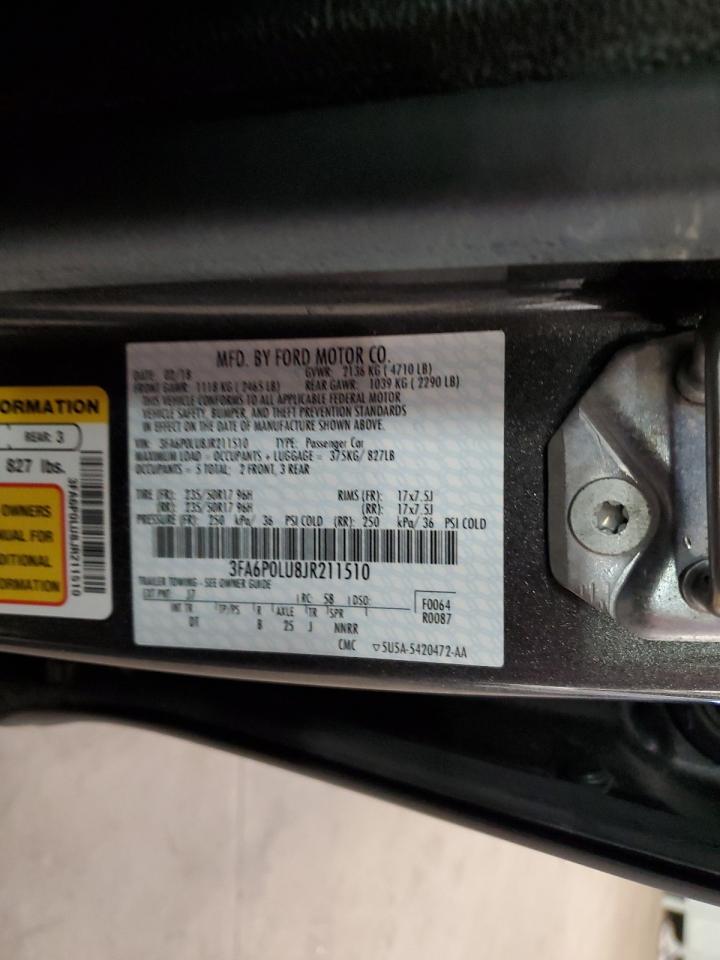 MFD. BY FORD MOTOR CO.
DATE: 02/18 GVWR: 2136 KG ( 4710 LB)
FRONT GAWR: 1118 KG ( 2465 LB) REAR GAWR: 1039 KG ( 2290 LB)
THIS VEHICLE CONFORMS TO ALL APPLICABLE FEDERAL MOTOR
VEHICLE SAFETY, BUMPER, AND THEFT PREVENTION STANDARDS
IN EFFECT ON THE DATE OF MANUFACTURE SHOWN ABOVE.
VIN: 3FA6P0LU8JR211510 TYPE: Passenger Car
MAXIMUM LOAD = OCCUPANTS + LUGGAGE = 375KG/827LB
OCCUPANTS = 5 TOTAL; 2 FRONT, 3 REAR
TIRE (FR): 235/50R17 96H RIMS (FR): 17x7.5J
(RR): 235/50R17 96H (RR): 17x7.5J
PRESSURE (FR): 250 kPa/ 36 PSI COLD (RR): 250 kPa/ 36 PSI COLD
3FA6P0LU8JR211510
TRAILER TOWING - SEE OWNER GUIDE
EXT PNT: J7 RC: 58 DSO:
INT TR TP/PS R AXLE TR SPR
DT B 25 J NNRR
F0064
R0087
CMC ▽5U5A-5420472-AA
ORMATION
REAR: 3
827 lbs.
3FA6P0LU8JR211510
OWNERS
NUAL FOR
DITIONAL
FORMATION